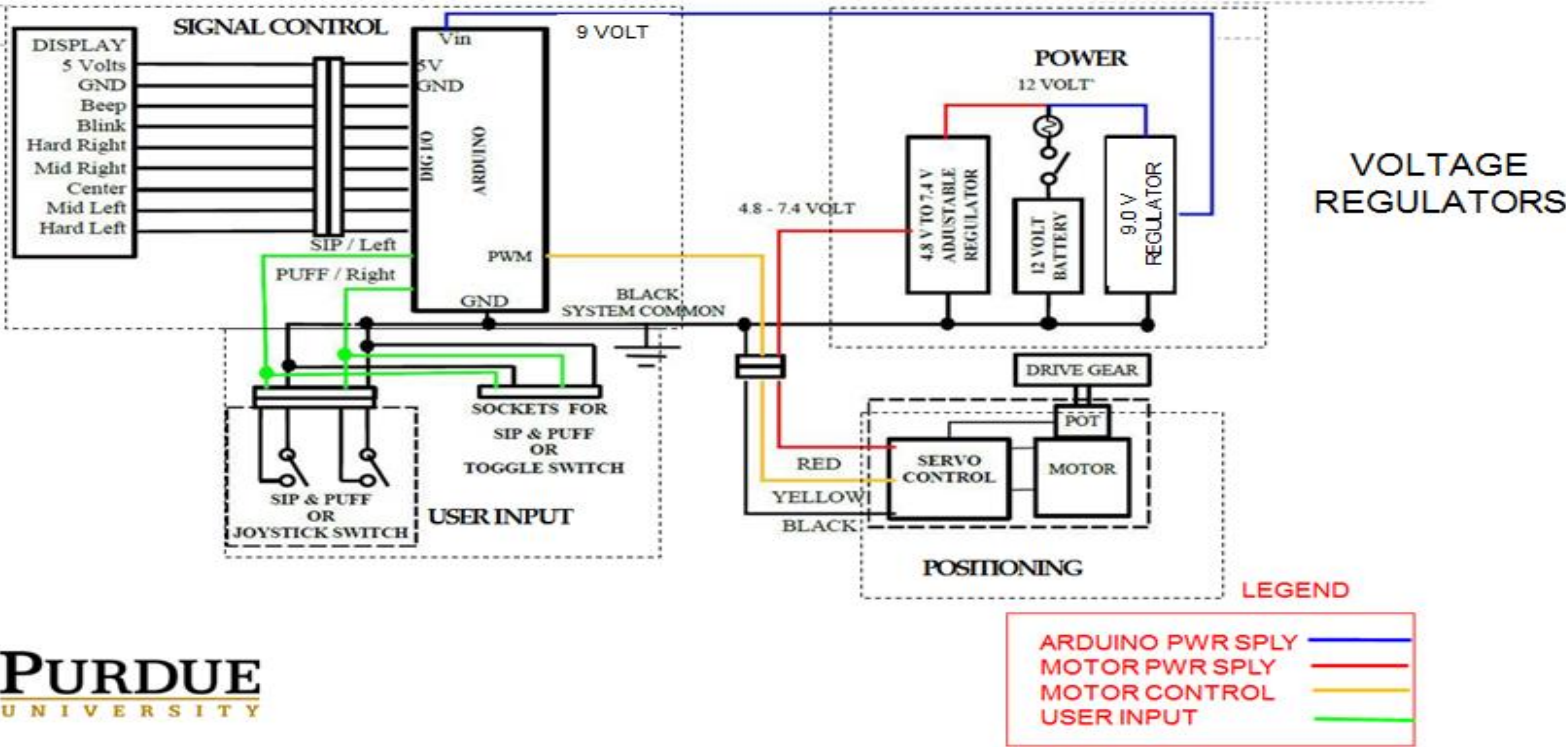 SIGNAL CONTROL
DISPLAY
5 Volts
GND
Beep
Blink
Hard Right
Mid Right
Center
Mid Left
Hard Left
Vin
5V
GND
DIG I/O
ARDUINO
PWM
GND
SIP / Left
PUFF / Right
9 VOLT
POWER
12 VOLT`
4.8 V TO 7.4 V
ADJUSTABLE
REGULATOR
12 VOLT
BATTERY
9.0 V
REGULATOR
VOLTAGE
REGULATORS
4.8 - 7.4 VOLT
BLACK
SYSTEM COMMON
SOCKETS FOR
SIP & PUFF
OR
TOGGLE SWITCH
SIP & PUFF
OR
JOYSTICK SWITCH
USER INPUT
DRIVE GEAR
POT
SERVO
CONTROL
MOTOR
RED
YELLOW
BLACK
POSITIONING
LEGEND
ARDUINO PWR SPLY
MOTOR PWR SPLY
MOTOR CONTROL
USER INPUT
PURDUE
UNIVERSITY